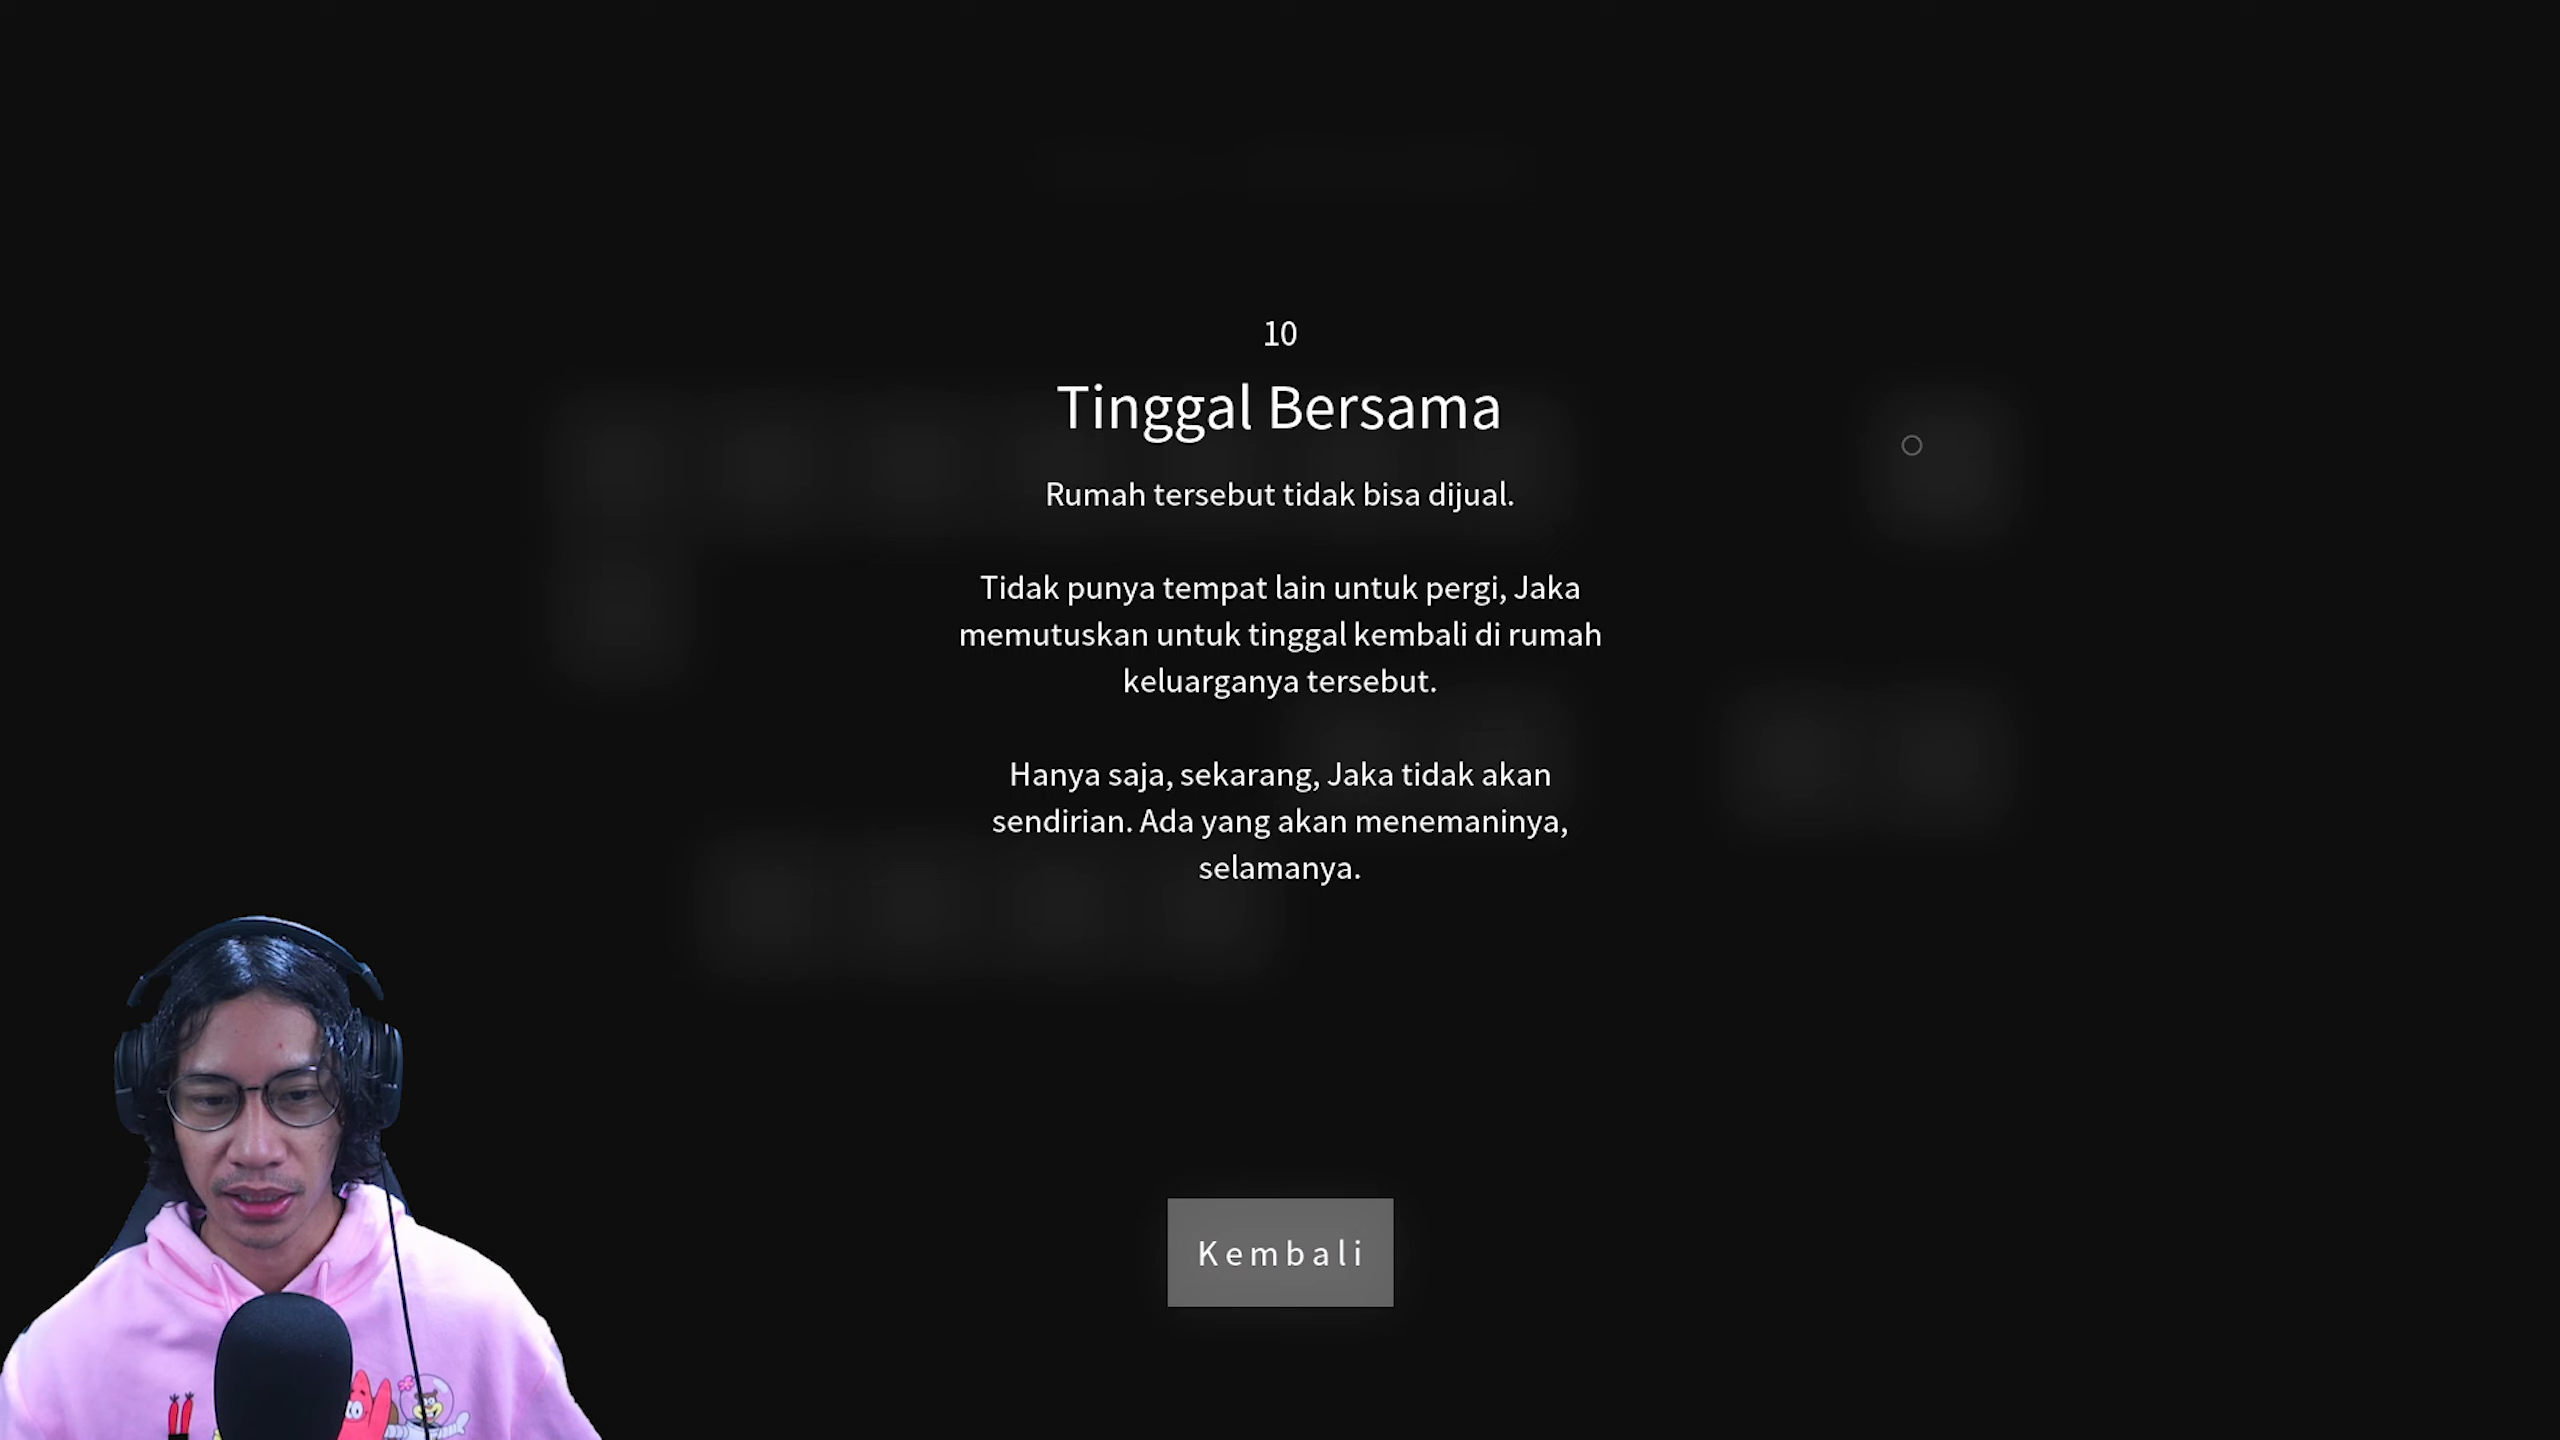 10
Tinggal Bersama
Rumah tersebut tidak bisa dijual.
Tidak punya tempat lain untuk pergi, Jaka
memutuskan untuk tinggal kembali di rumah
keluarganya tersebut.
Hanya saja, sekarang, Jaka tidak akan
sendirian. Ada yang akan menemaninya,
selamanya.
Kembali